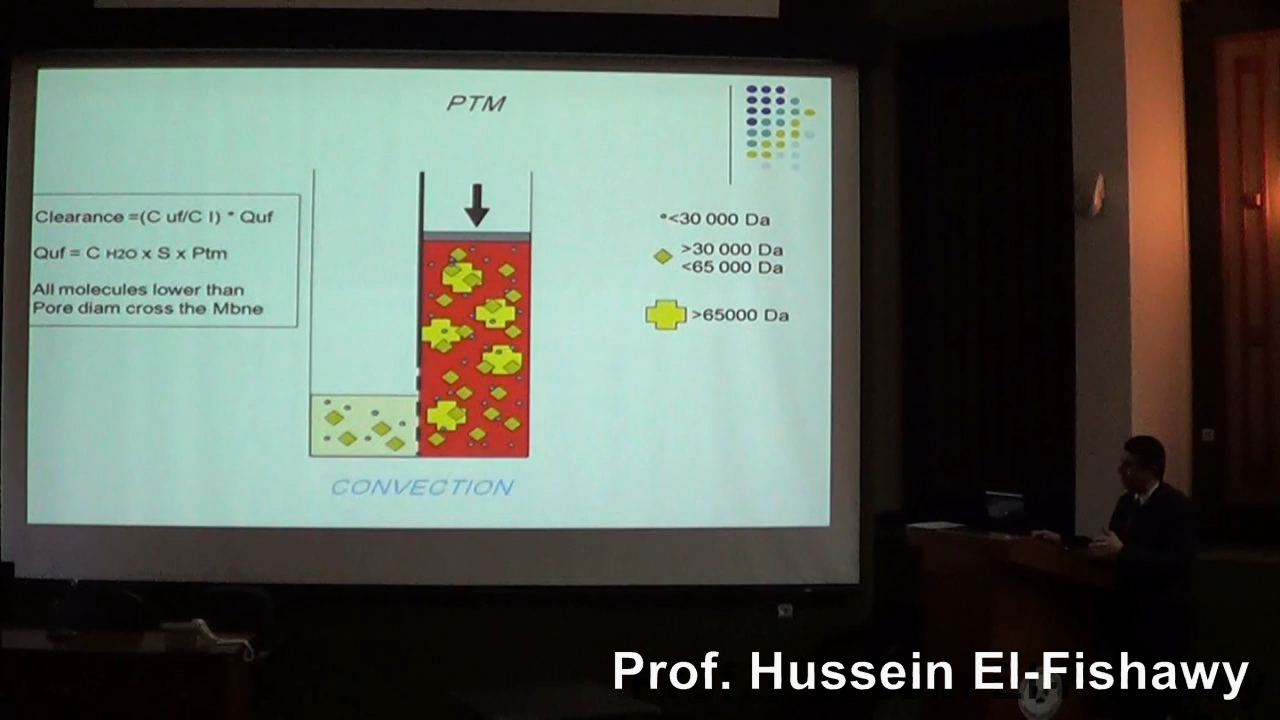 PTM
Clearance =(C uf/C I) * Quf
Quf = C H2O x S x Ptm
All molecules lower than
Pore diam cross the Mbne
<30 000 Da
>30 000 Da
<65 000 Da
>65000 Da
CONVECTION
Prof. Hussein El-Fishawy